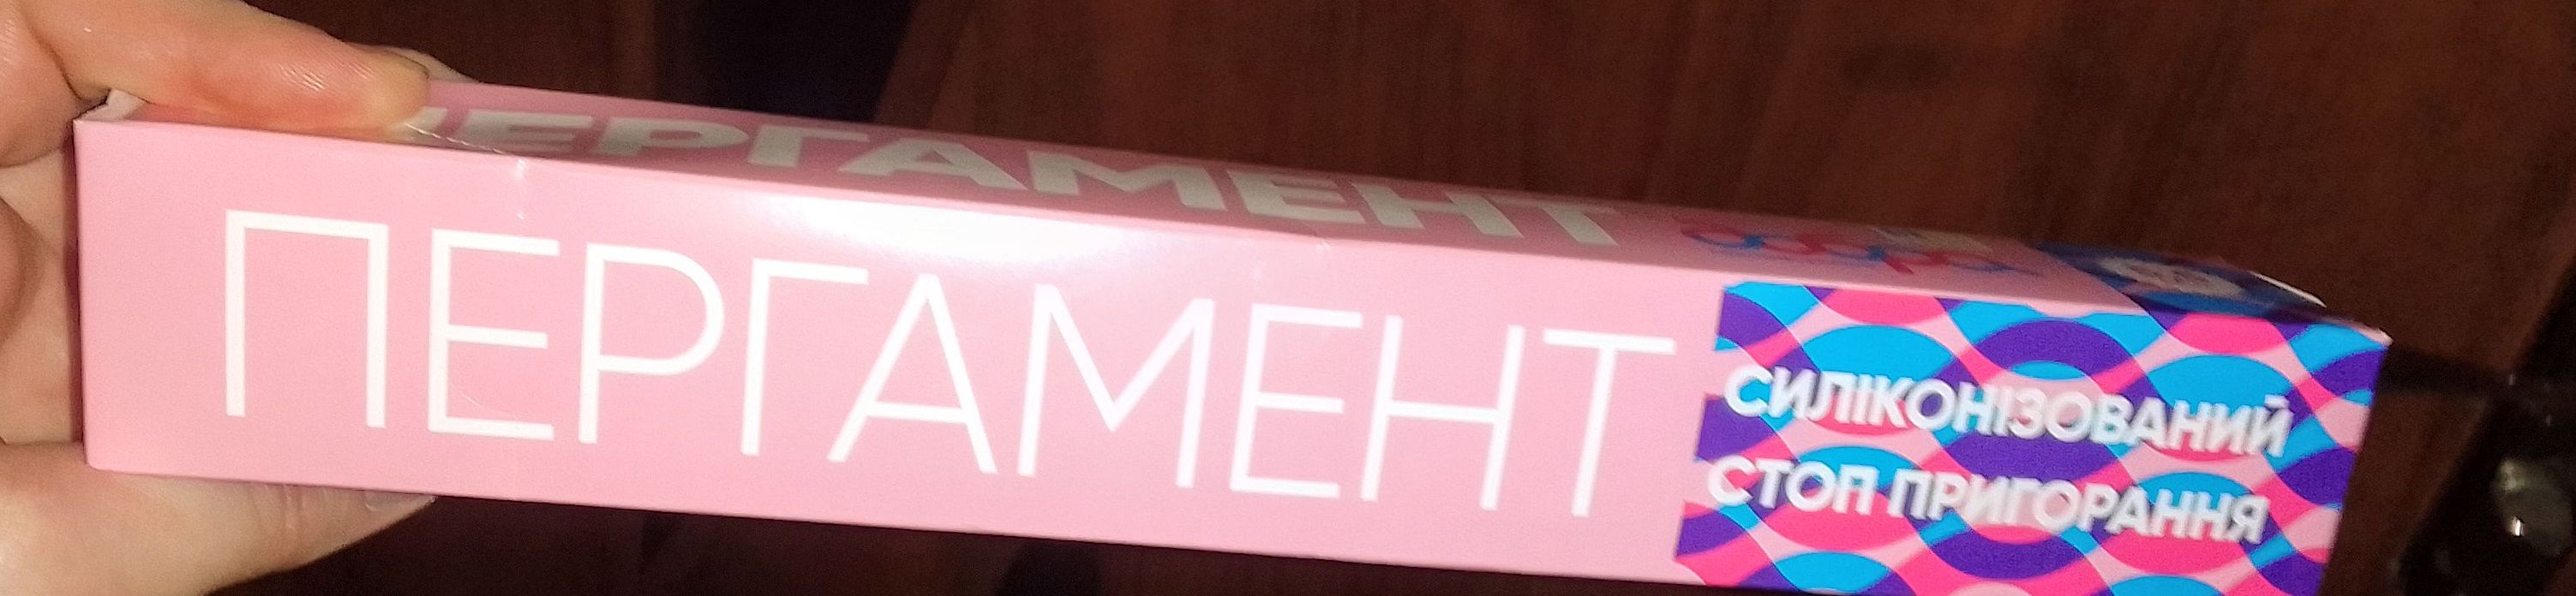 ПЕРГАМЕНТ
ПЕРГАМЕНТ
СИЛІКОНІЗОВАНИЙ
СТОП ПРИГОРАННЯ